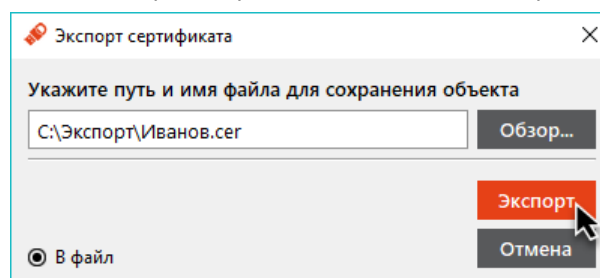 Экспорт сертификата
Укажите путь и имя файла для сохранения объекта
C:\Экспорт\Иванов.cer
Обзор...
Экспорт
В файл
Отмена